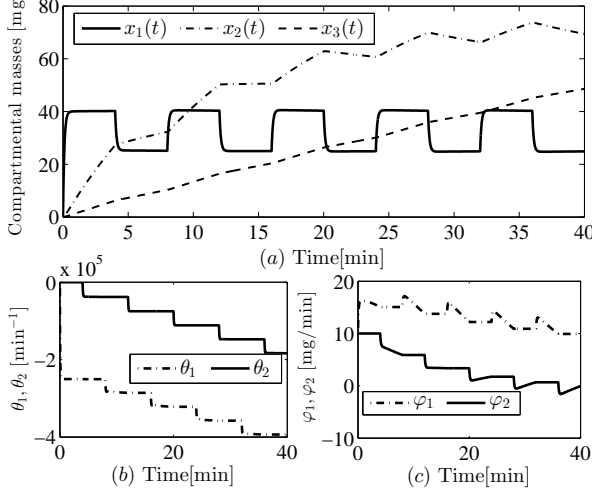 Compartmental masses [mg]
80
60
40
20
0
x₁(t) x₂(t) x₃(t)
0 5 10 15 20 25 30 35 40
(a) Time[min]
x 10⁵
θ₁, θ₂ [min⁻¹]
0
−2
−4
θ₁ θ₂
0 20 40
(b) Time[min]
φ₁, φ₂ [mg/min]
20
10
0
−10
φ₁ φ₂
0 20 40
(c) Time[min]